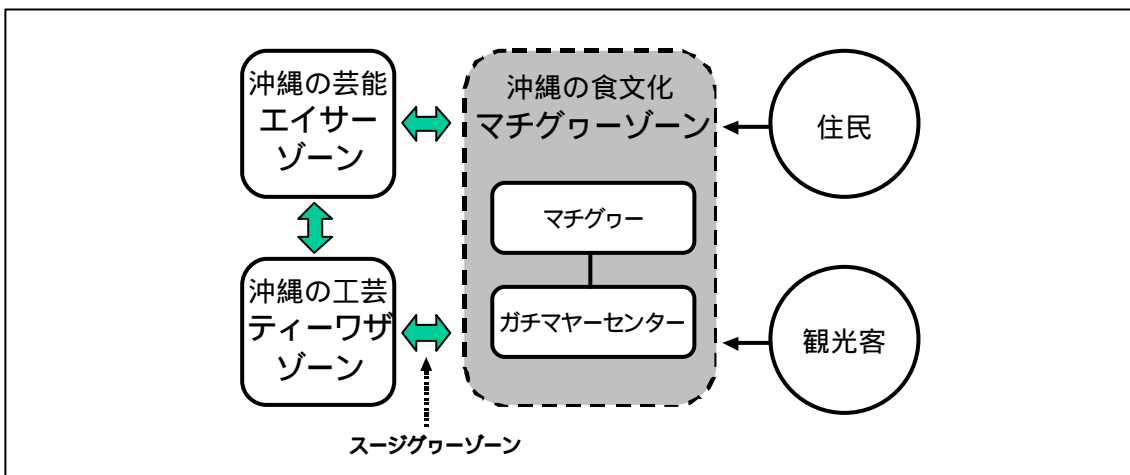 沖縄の芸能
エイサー
ゾーン
沖縄の食文化
マチグヮーゾーン
住民
マチグヮー
沖縄の工芸
ティーワザ
ゾーン
ガチマヤーセンター
観光客
スージグヮーゾーン